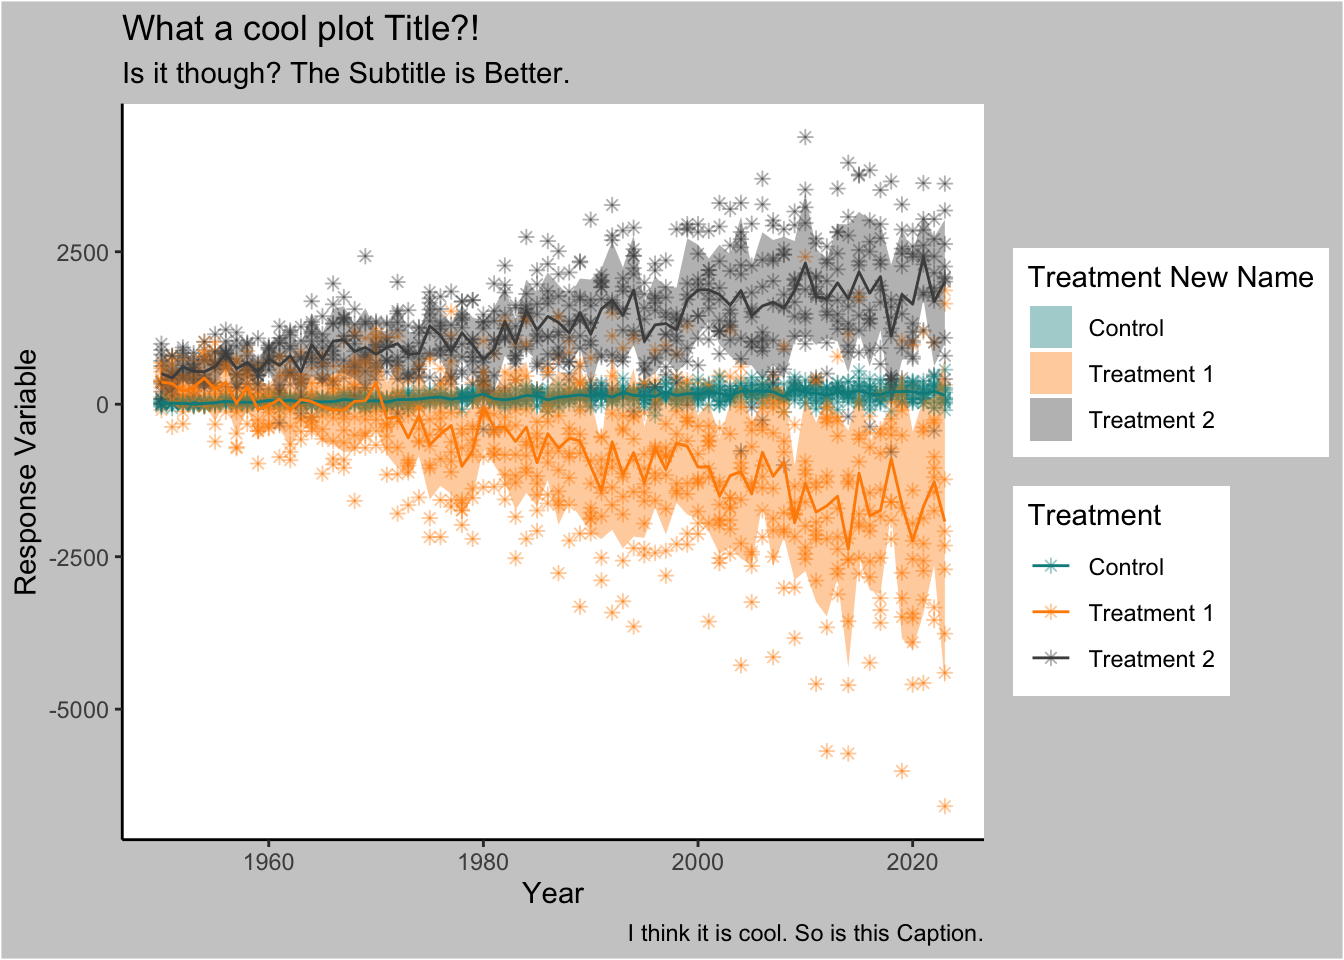 What a cool plot Title?!
Is it though? The Subtitle is Better.
Response Variable
2500
0
-2500
-5000
1960
1980
2000
2020
Year
I think it is cool. So is this Caption.
Treatment New Name
Control
Treatment 1
Treatment 2
Treatment
Control
Treatment 1
Treatment 2